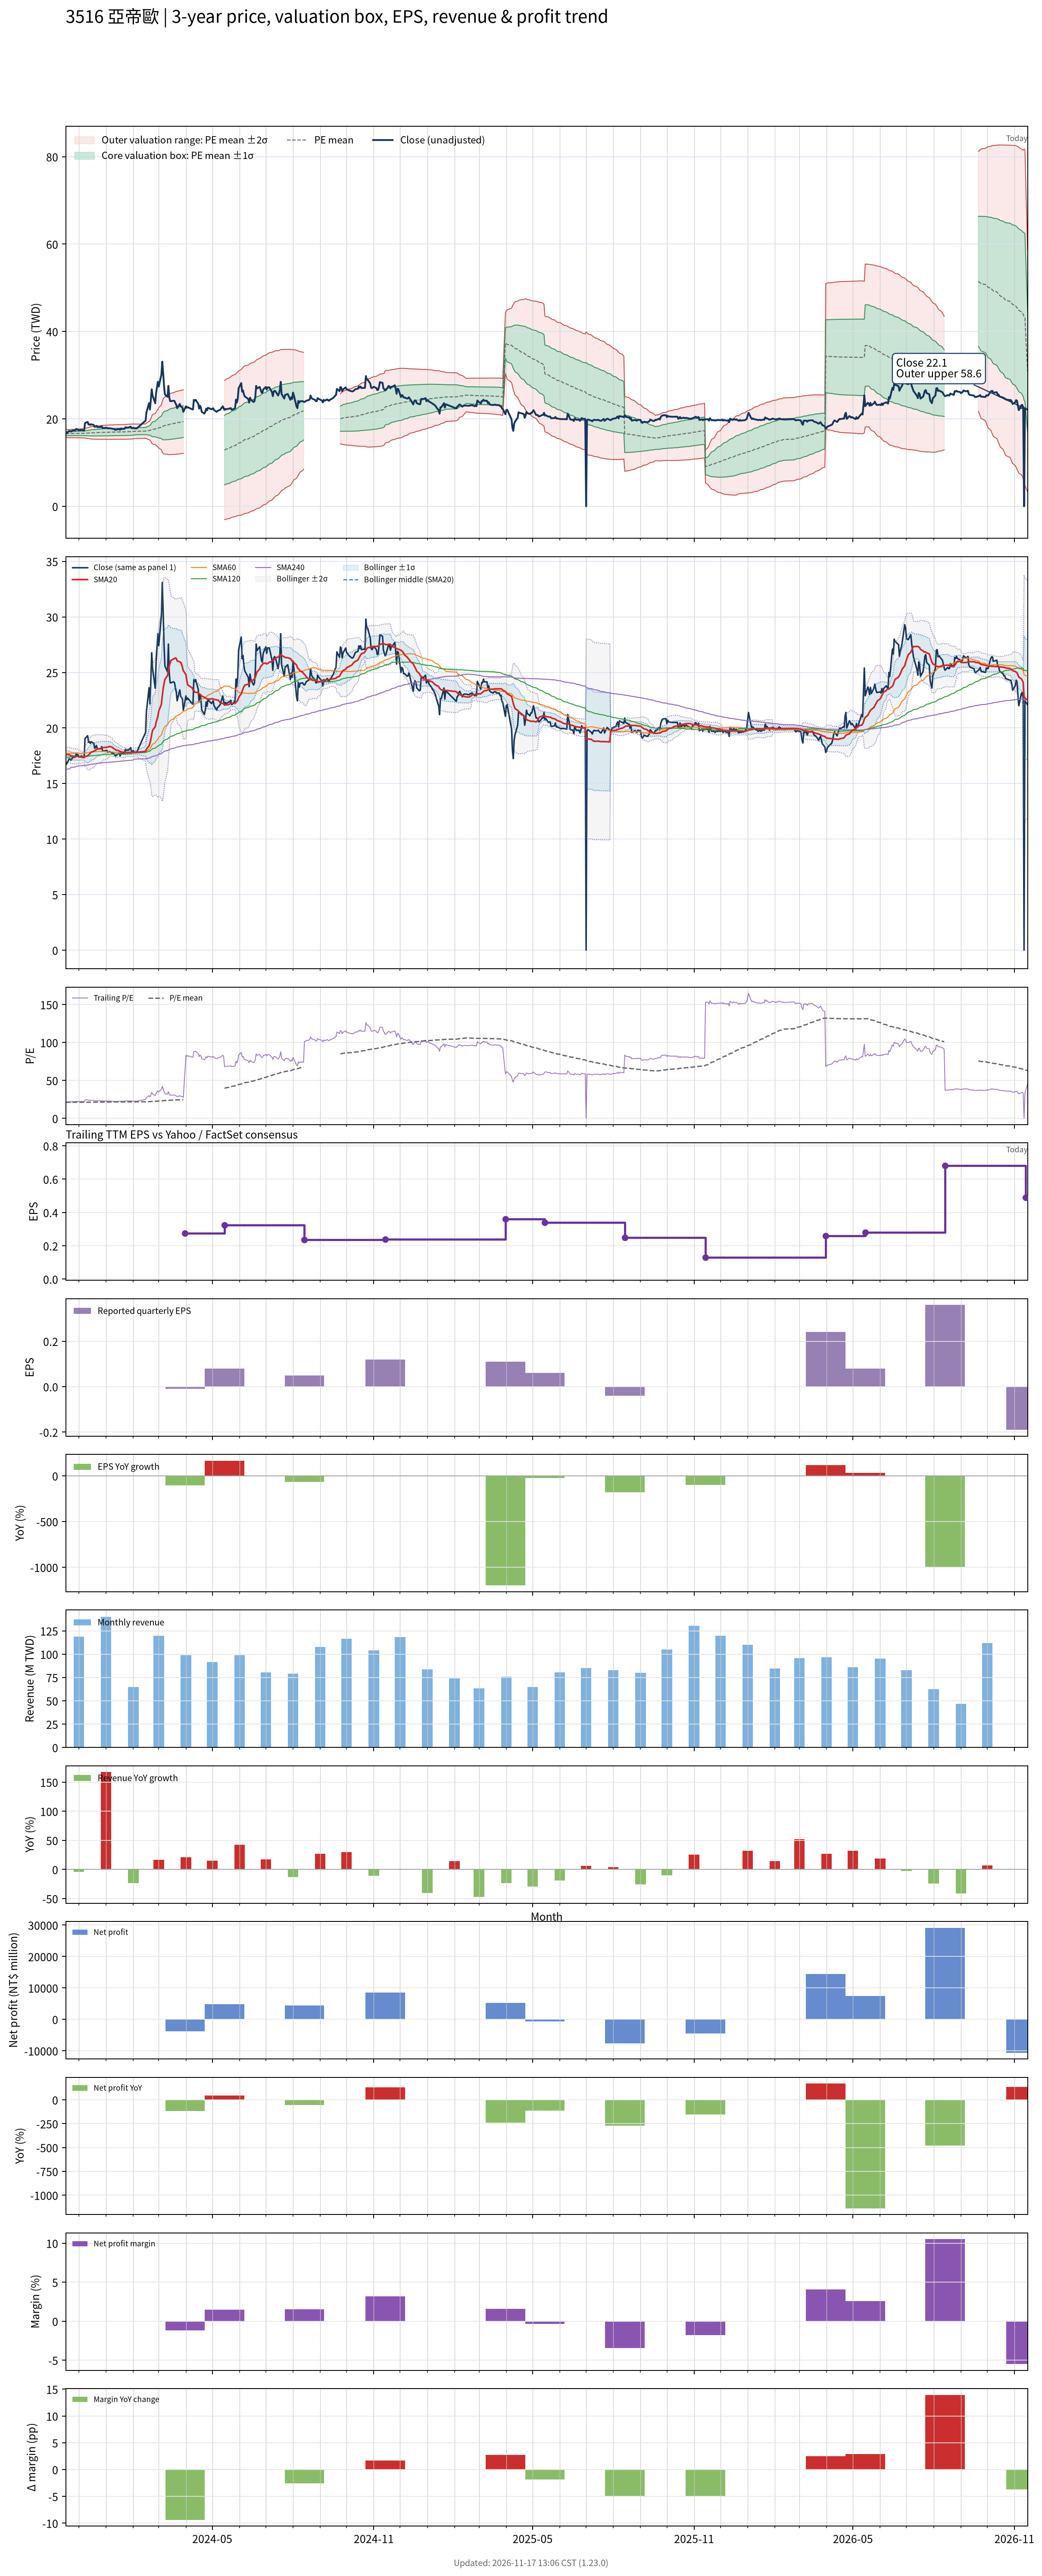 3516 亞帝歐 | 3-year price, valuation box, EPS, revenue & profit trend
Outer valuation range: PE mean ±2σ
PE mean
Close (unadjusted)
Core valuation box: PE mean ±1σ
Today
80
60
40
20
0
Price (TWD)
Close 22.1
Outer upper 58.6
Close (same as panel 1)
SMA60
SMA240
Bollinger ±1σ
SMA20
SMA120
Bollinger ±2σ
Bollinger middle (SMA20)
35
30
25
20
15
10
5
0
Price
Trailing P/E
P/E mean
150
100
50
0
P/E
Trailing TTM EPS vs Yahoo / FactSet consensus
Today
0.8
0.6
0.4
0.2
0.0
EPS
Reported quarterly EPS
0.2
0.0
-0.2
EPS
EPS YoY growth
0
-500
-1000
YoY (%)
Monthly revenue
125
100
75
50
25
0
Revenue (M TWD)
Revenue YoY growth
150
100
50
0
-50
YoY (%)
Month
Net profit
30000
20000
10000
0
-10000
Net profit (NT$ million)
Net profit YoY
0
-250
-500
-750
-1000
YoY (%)
Net profit margin
10
5
0
-5
Margin (%)
Margin YoY change
15
10
5
0
-5
-10
Δ margin (pp)
2024-05
2024-11
2025-05
2025-11
2026-05
2026-11
Updated: 2026-11-17 13:06 CST (1.23.0)